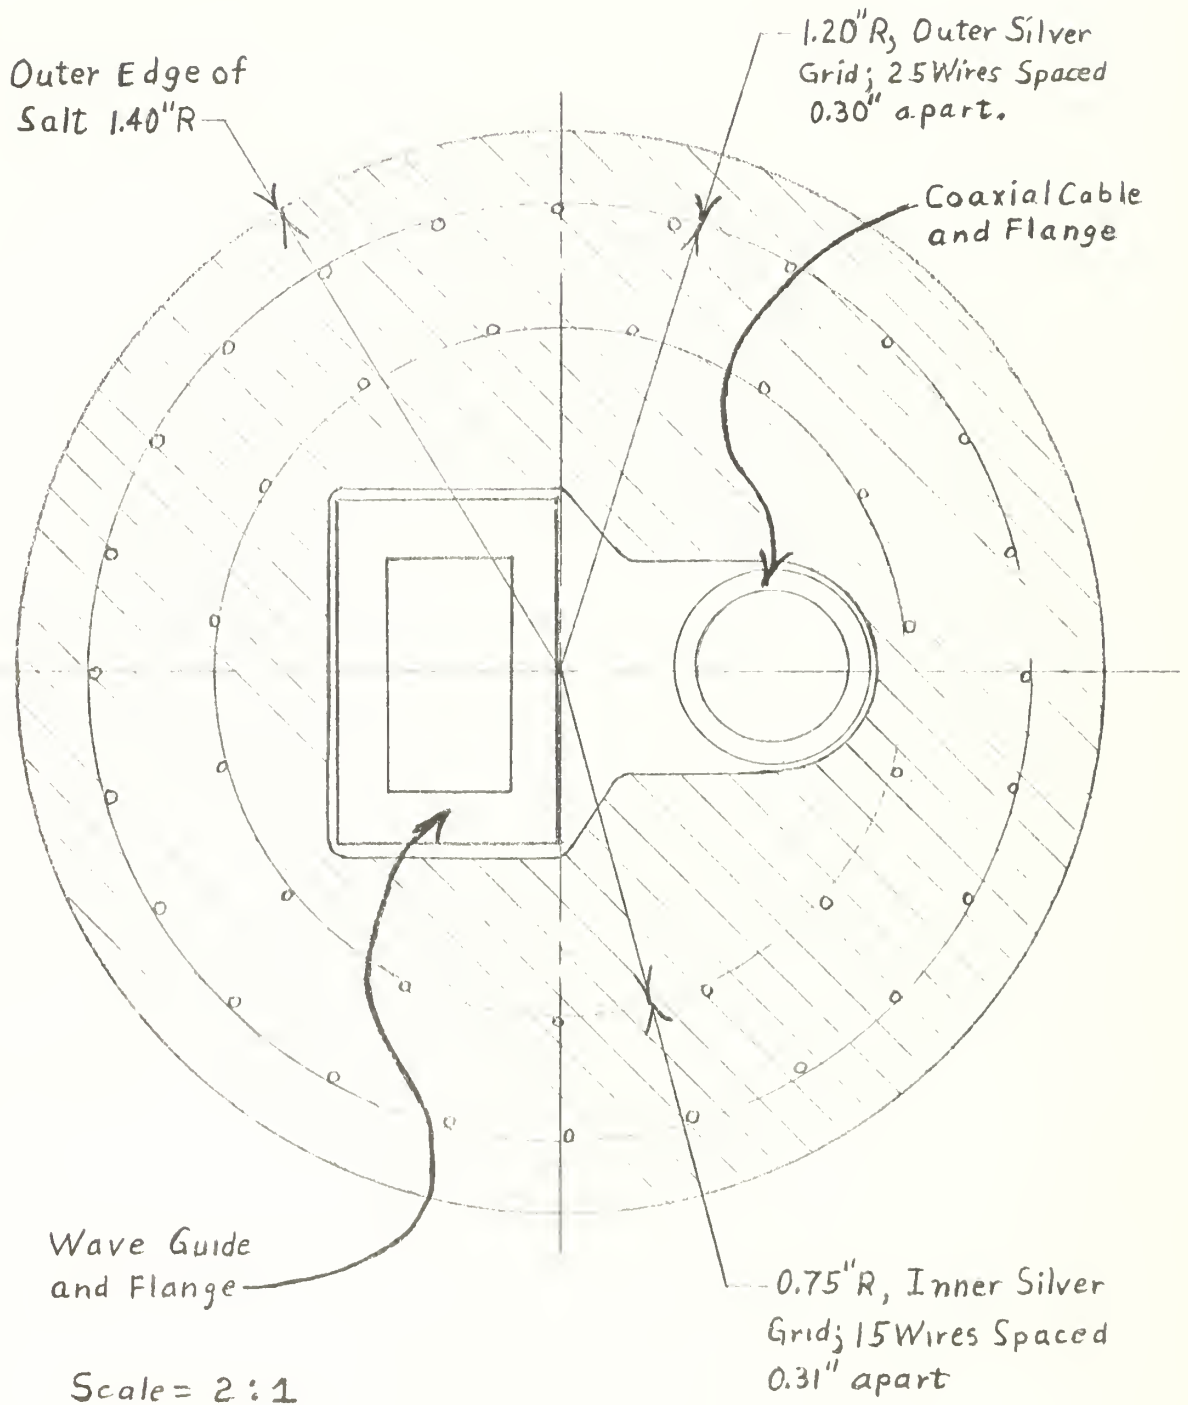 Outer Edge of
Salt 1.40"R
1.20"R, Outer Silver
Grid; 25 Wires Spaced
0.30" apart.
Coaxial Cable
and Flange
Wave Guide
and Flange
0.75"R, Inner Silver
Grid; 15 Wires Spaced
0.31" apart
Scale = 2:1